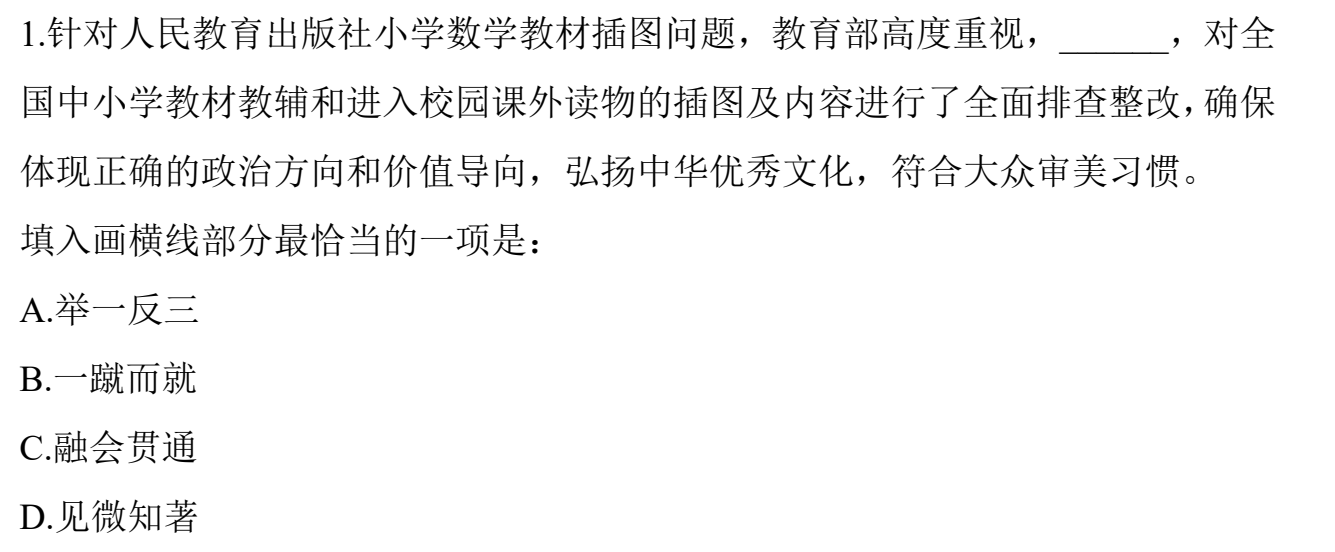 1.针对人民教育出版社小学数学教材插图问题，教育部高度重视，______，对全
国中小学教材教辅和进入校园课外读物的插图及内容进行了全面排查整改，确保
体现正确的政治方向和价值导向，弘扬中华优秀文化，符合大众审美习惯。
填入画横线部分最恰当的一项是：
A.举一反三
B.一蹴而就
C.融会贯通
D.见微知著